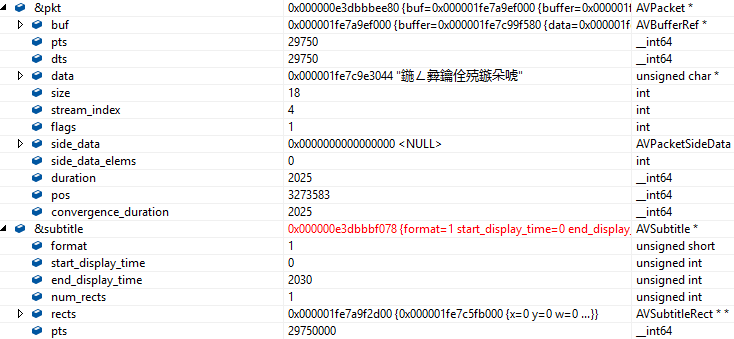 &pkt 0x000000e3dbbbee80 {buf=0x000001fe7a9ef000 {buffer=0x000001f AVPacket *
buf 0x000001fe7a9ef000 {buffer=0x000001fe7c99f580 {data=0x000001f AVBufferRef *
pts 29750 __int64
dts 29750 __int64
data 0x000001fe7c9e3044 "鍦ㄥ彛鑰佺殑鏃朵唬" unsigned char *
size 18 int
stream_index 4 int
flags 1 int
side_data 0x0000000000000000 <NULL> AVPacketSideData
side_data_elems 0 int
duration 2025 __int64
pos 3273583 __int64
convergence_duration 2025 __int64
&subtitle 0x000000e3dbbbf078 {format=1 start_display_time=0 end_display_ AVSubtitle *
format 1 unsigned short
start_display_time 0 unsigned int
end_display_time 2030 unsigned int
num_rects 1 unsigned int
rects 0x000001fe7a9f2d00 {0x000001fe7c5fb000 {x=0 y=0 w=0 ...}} AVSubtitleRect * *
pts 29750000 __int64